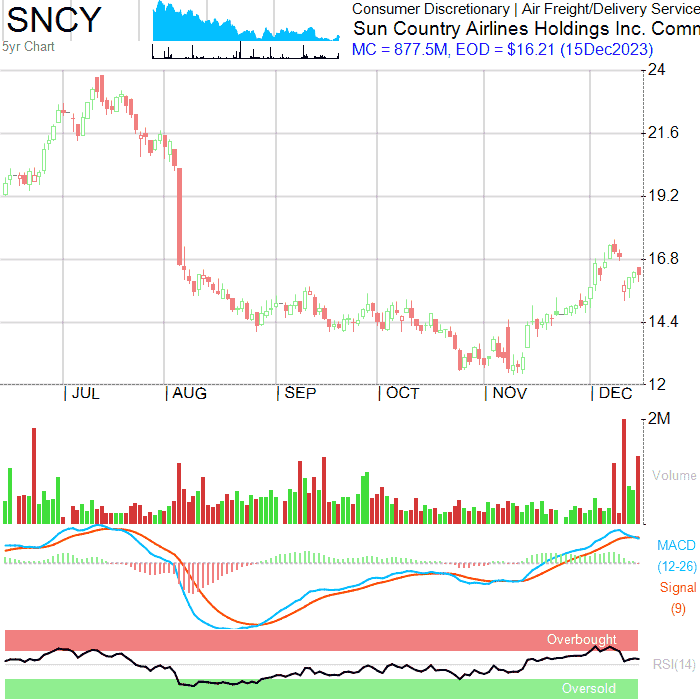 SNCY
5yr Chart
Consumer Discretionary | Air Freight/Delivery Service
Sun Country Airlines Holdings Inc. Comm
MC = 877.5M, EOD = $16.21 (15Dec2023)
24
21.6
19.2
16.8
14.4
12
JUL AUG SEP OCT NOV DEC
2M
Volume
MACD
(12-26)
Signal
(9)
Overbought
RSI(14)
Oversold